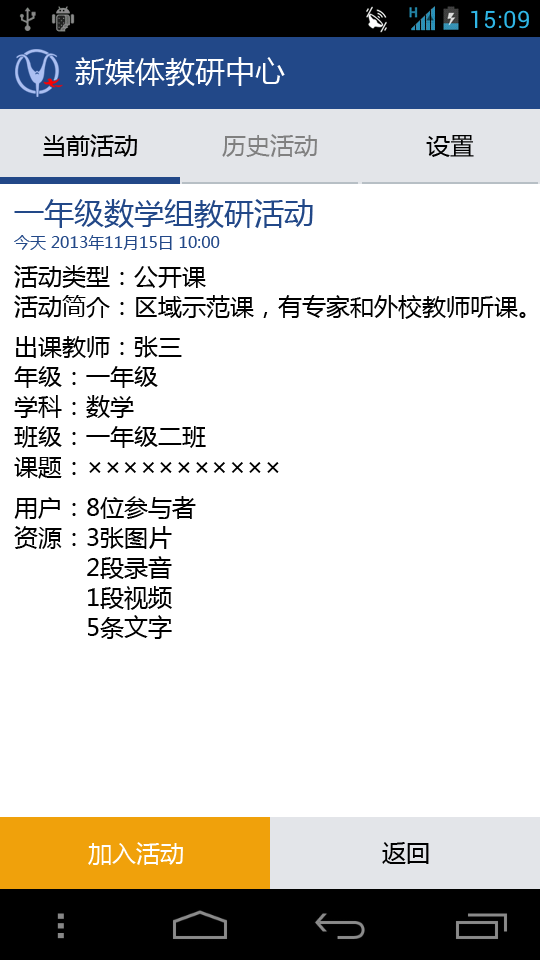 H 15:09
新媒体教研中心
当前活动 历史活动 设置
一年级数学组教研活动
今天 2013年11月15日 10:00
活动类型：公开课
活动简介：区域示范课，有专家和外校教师听课。
出课教师：张三
年级：一年级
学科：数学
班级：一年级二班
课题：×××××××××××
用户：8位参与者
资源：3张图片
2段录音
1段视频
5条文字
加入活动 返回